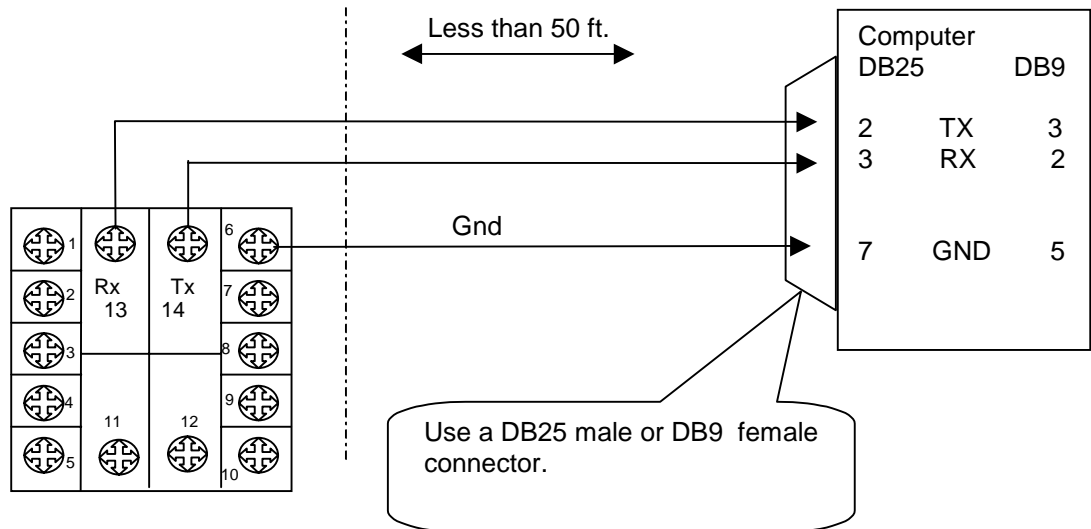 Less than 50 ft.
Computer
DB25 DB9
2 TX 3
3 RX 2
Gnd
7 GND 5
1
6
Rx
13
Tx
14
2
7
3
8
4
9
11
12
5
10
Use a DB25 male or DB9 female
connector.